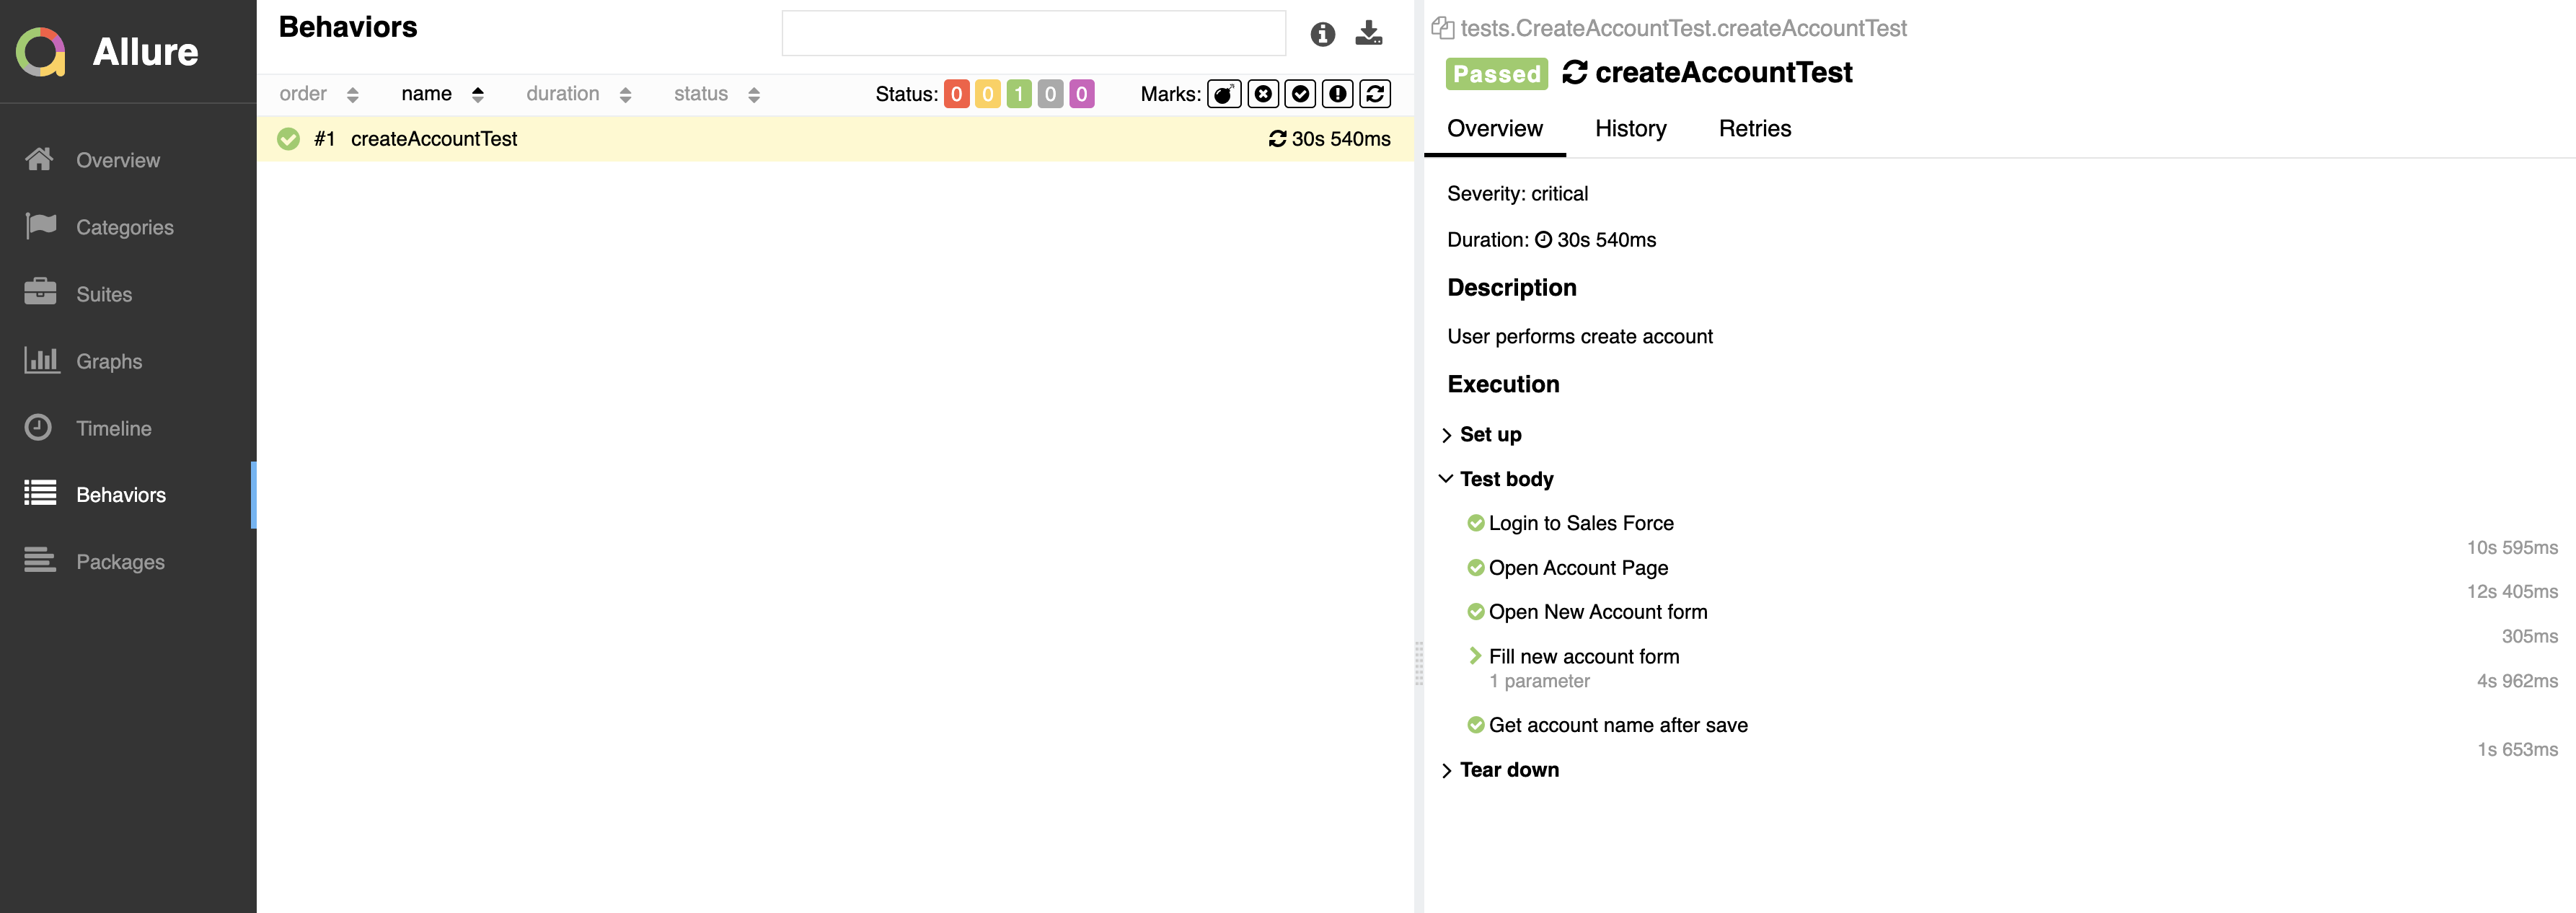 Allure
Overview
Categories
Suites
Graphs
Timeline
Behaviors
Packages
Behaviors
order name duration status Status: 0 0 1 0 0 Marks:
#1 createAccountTest 30s 540ms
tests.CreateAccountTest.createAccountTest
Passed createAccountTest
Overview History Retries
Severity: critical
Duration: 30s 540ms
Description
User performs create account
Execution
Set up
Test body
Login to Sales Force
10s 595ms
Open Account Page
12s 405ms
Open New Account form
305ms
Fill new account form
1 parameter 4s 962ms
Get account name after save
1s 653ms
Tear down